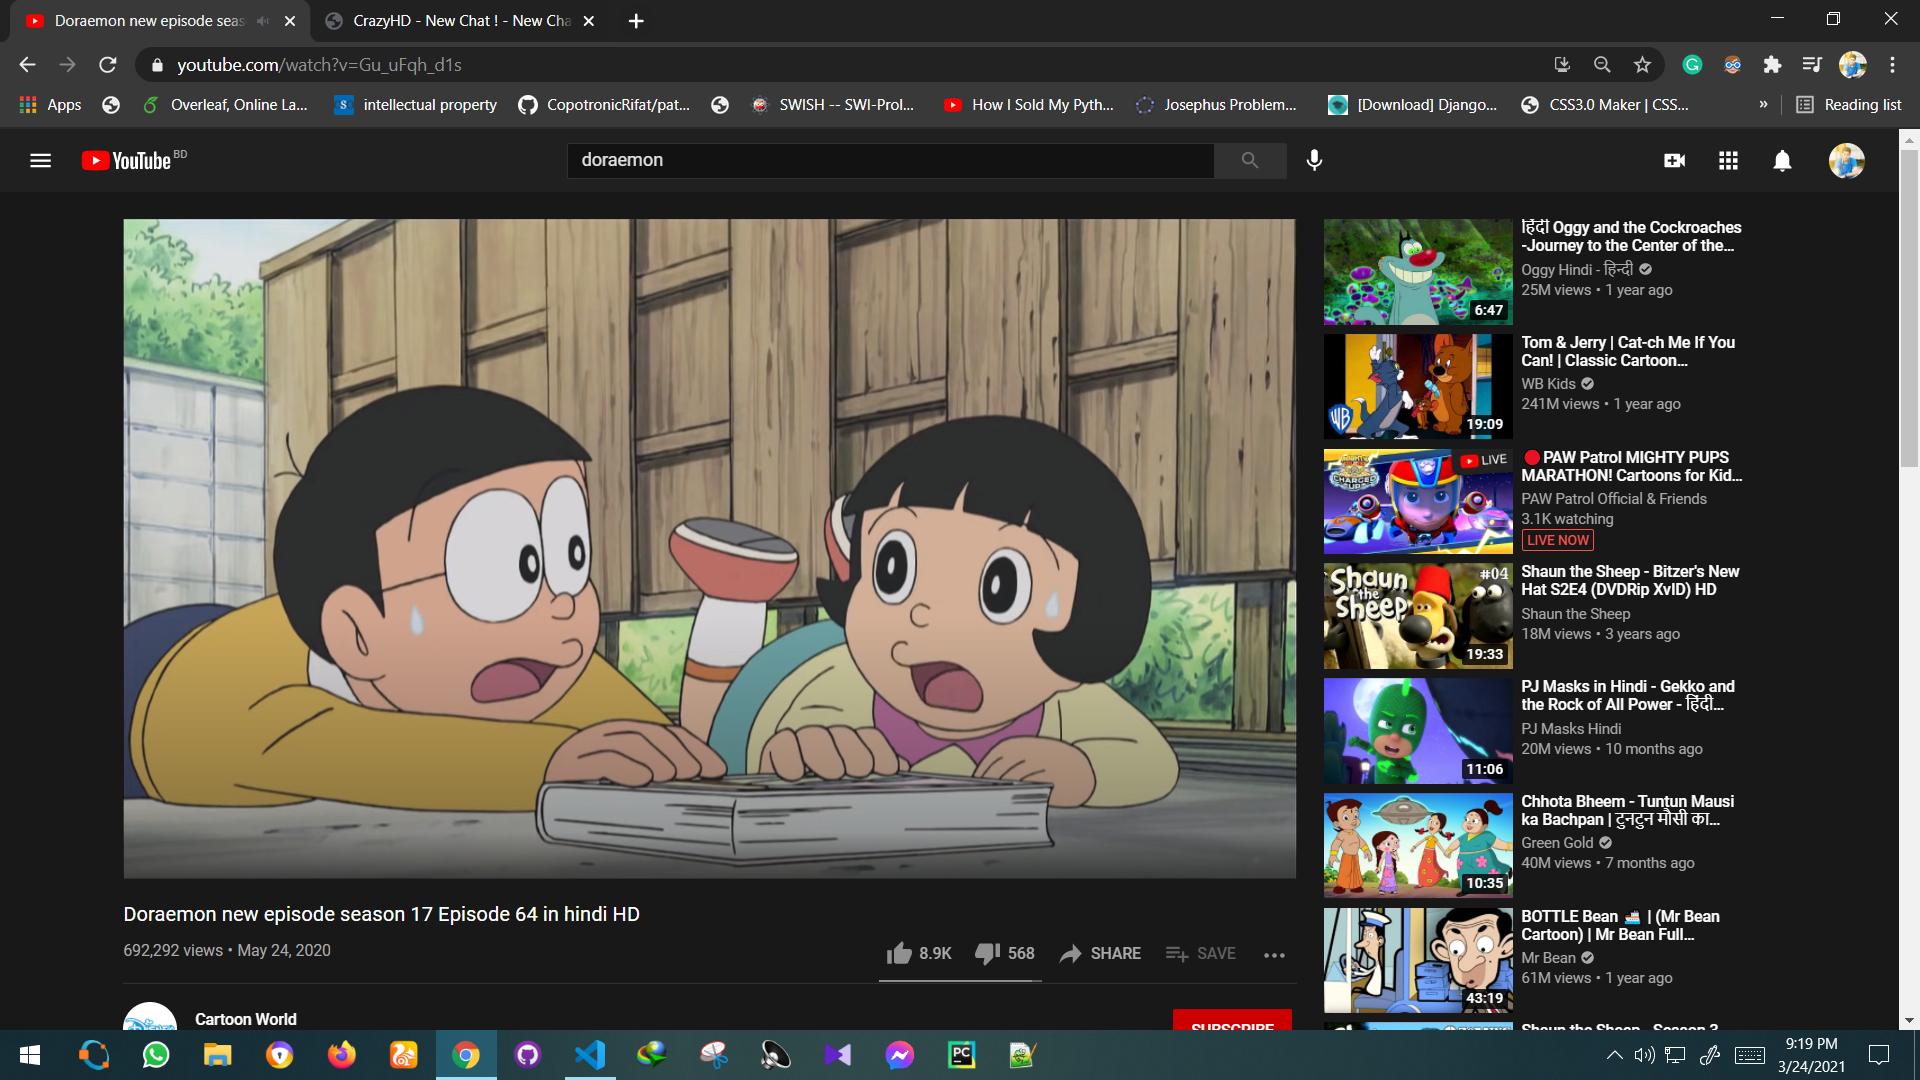 Doraemon new episode seas
CrazyHD - New Chat ! - New Cha
youtube.com/watch?v=Gu_uFqh_d1s
Apps
Overleaf, Online La...
intellectual property
CopotronicRifat/pat...
SWISH -- SWI-Prol...
How I Sold My Pyth...
Josephus Problem...
[Download] Django...
CSS3.0 Maker | CSS...
»
Reading list
YouTube BD
doraemon
Doraemon new episode season 17 Episode 64 in hindi HD
692,292 views • May 24, 2020
8.9K
568
SHARE
SAVE
Cartoon World
SUBSCRIBE
6:47
हिंदी Oggy and the Cockroaches
-Journey to the Center of the...
Oggy Hindi - हिन्दी
25M views • 1 year ago
WB
19:09
Tom & Jerry | Cat-ch Me If You
Can! | Classic Cartoon...
WB Kids
241M views • 1 year ago
CHARGED
UP
LIVE
PAW Patrol MIGHTY PUPS
MARATHON! Cartoons for Kid...
PAW Patrol Official & Friends
3.1K watching
LIVE NOW
Shaun
the
Sheep
#04
19:33
Shaun the Sheep - Bitzer's New
Hat S2E4 (DVDRip XvID) HD
Shaun the Sheep
18M views • 3 years ago
11:06
PJ Masks in Hindi - Gekko and
the Rock of All Power - हिंदी...
PJ Masks Hindi
20M views • 10 months ago
10:35
Chhota Bheem - Tuntun Mausi
ka Bachpan | टुनटुन मौसी का...
Green Gold
40M views • 7 months ago
43:19
BOTTLE Bean | (Mr Bean
Cartoon) | Mr Bean Full...
Mr Bean
61M views • 1 year ago
Shaun the Sheep - Season 3
PC
9:19 PM
3/24/2021